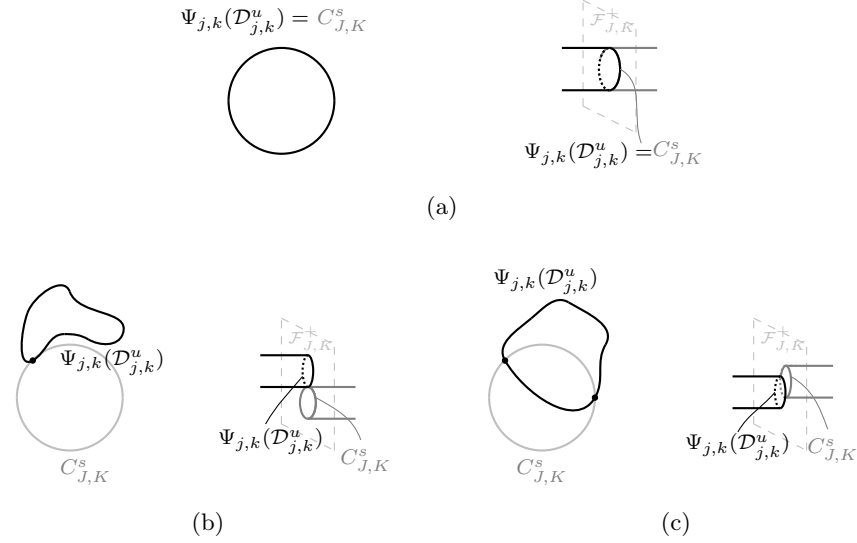 Ψ_{j,k}(𝒟^u_{j,k}) = C^s_{J,K}
ℱ^+_{J,K}
Ψ_{j,k}(𝒟^u_{j,k}) = C^s_{J,K}
(a)
Ψ_{j,k}(𝒟^u_{j,k})
C^s_{J,K}
ℱ^+_{J,K}
Ψ_{j,k}(𝒟^u_{j,k})
C^s_{J,K}
(b)
Ψ_{j,k}(𝒟^u_{j,k})
C^s_{J,K}
ℱ^+_{J,K}
Ψ_{j,k}(𝒟^u_{j,k})
C^s_{J,K}
(c)